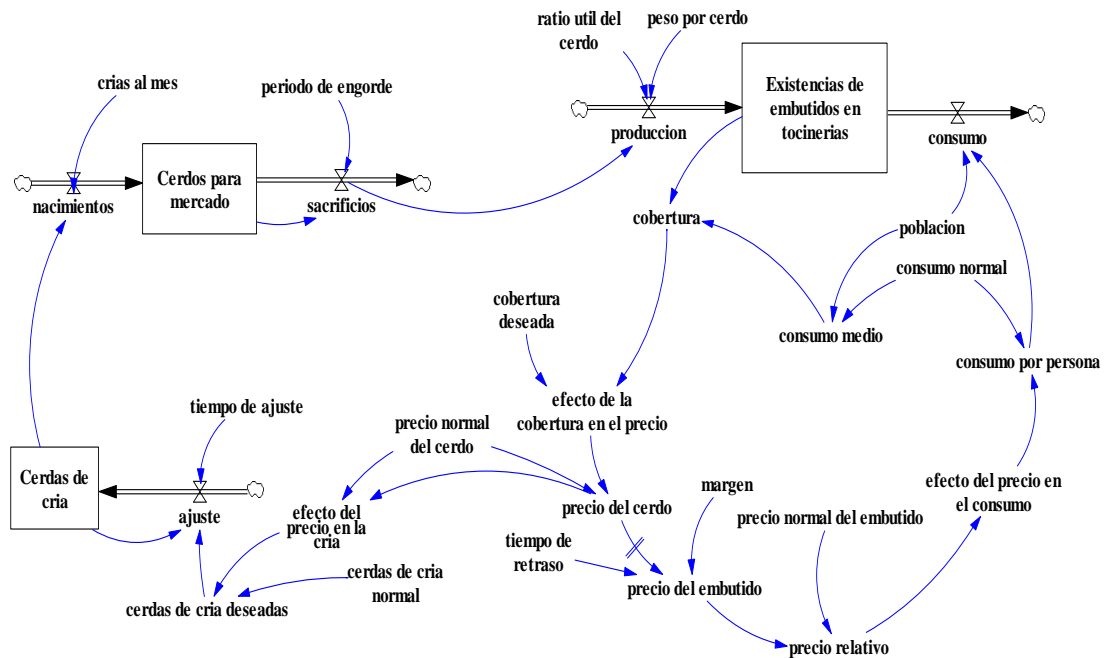 ratio util del
cerdo
peso por cerdo
crias al mes
periodo de engorde
Existencias de
embutidos en
tocinerias
produccion
consumo
Cerdos para
mercado
nacimientos
sacrificios
cobertura
poblacion
consumo normal
cobertura
deseada
consumo medio
consumo por persona
efecto de la
cobertura en el precio
tiempo de ajuste
precio normal
del cerdo
Cerdas de
cria
ajuste
efecto del
precio en la
cria
precio del cerdo
margen
efecto del precio en
el consumo
precio normal del embutido
tiempo de
retraso
cerdas de cria
normal
precio del embutido
cerdas de cria deseadas
precio relativo